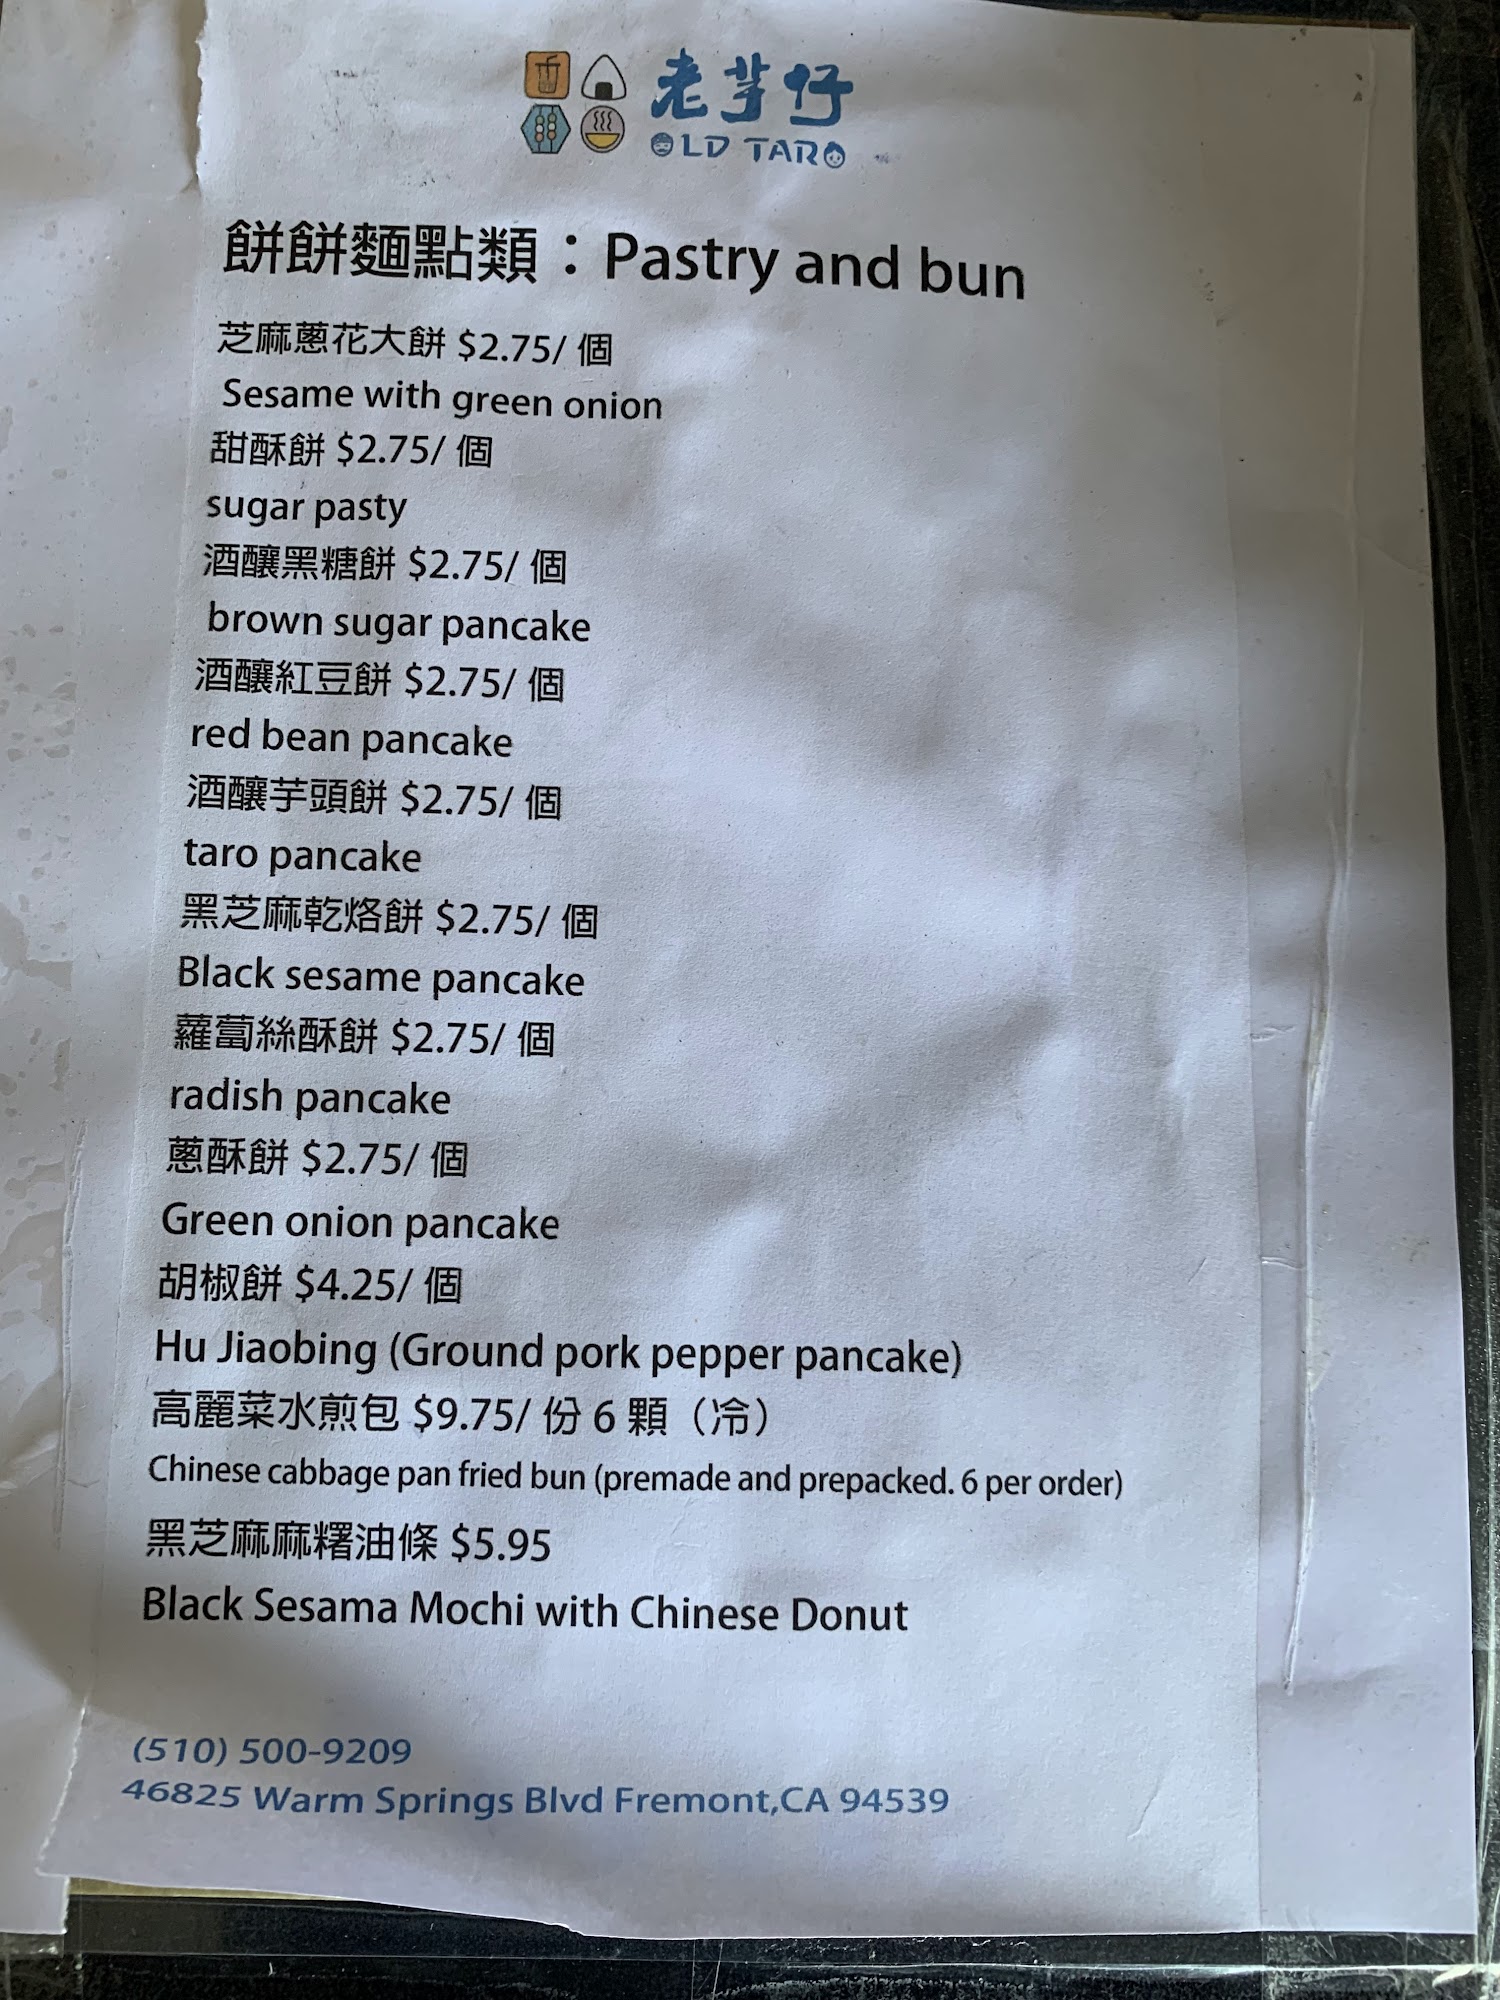 老芋仔
OLD TARO
餅餅麵點類：Pastry and bun
芝麻蔥花大餅 $2.75/ 個
Sesame with green onion
甜酥餅 $2.75/ 個
sugar pasty
酒釀黑糖餅 $2.75/ 個
brown sugar pancake
酒釀紅豆餅 $2.75/ 個
red bean pancake
酒釀芋頭餅 $2.75/ 個
taro pancake
黑芝麻乾烙餅 $2.75/ 個
Black sesame pancake
蘿蔔絲酥餅 $2.75/ 個
radish pancake
蔥酥餅 $2.75/ 個
Green onion pancake
胡椒餅 $4.25/ 個
Hu Jiaobing (Ground pork pepper pancake)
高麗菜水煎包 $9.75/ 份 6 顆（冷）
Chinese cabbage pan fried bun (premade and prepacked. 6 per order)
黑芝麻麻糬油條 $5.95
Black Sesama Mochi with Chinese Donut
(510) 500-9209
46825 Warm Springs Blvd Fremont,CA 94539